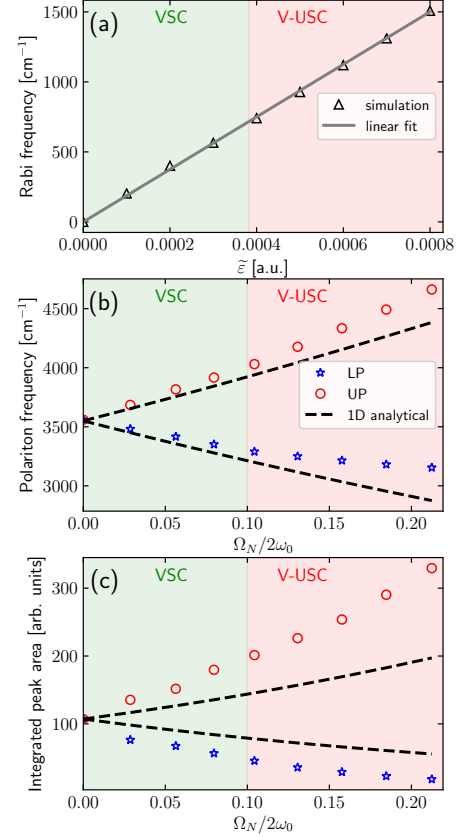 VSC V-USC
(a)
Rabi frequency [cm⁻¹]
1500
1000
500
0
simulation
linear fit
0.0000 0.0002 0.0004 0.0006 0.0008
ε̃ [a.u.]
(b)
VSC V-USC
Polariton frequency [cm⁻¹]
4500
4000
3500
3000
LP
UP
1D analytical
0.00 0.05 0.10 0.15 0.20
Ω_N/2ω₀
(c)
VSC V-USC
Integrated peak area [arb. units]
300
200
100
0.00 0.05 0.10 0.15 0.20
Ω_N/2ω₀